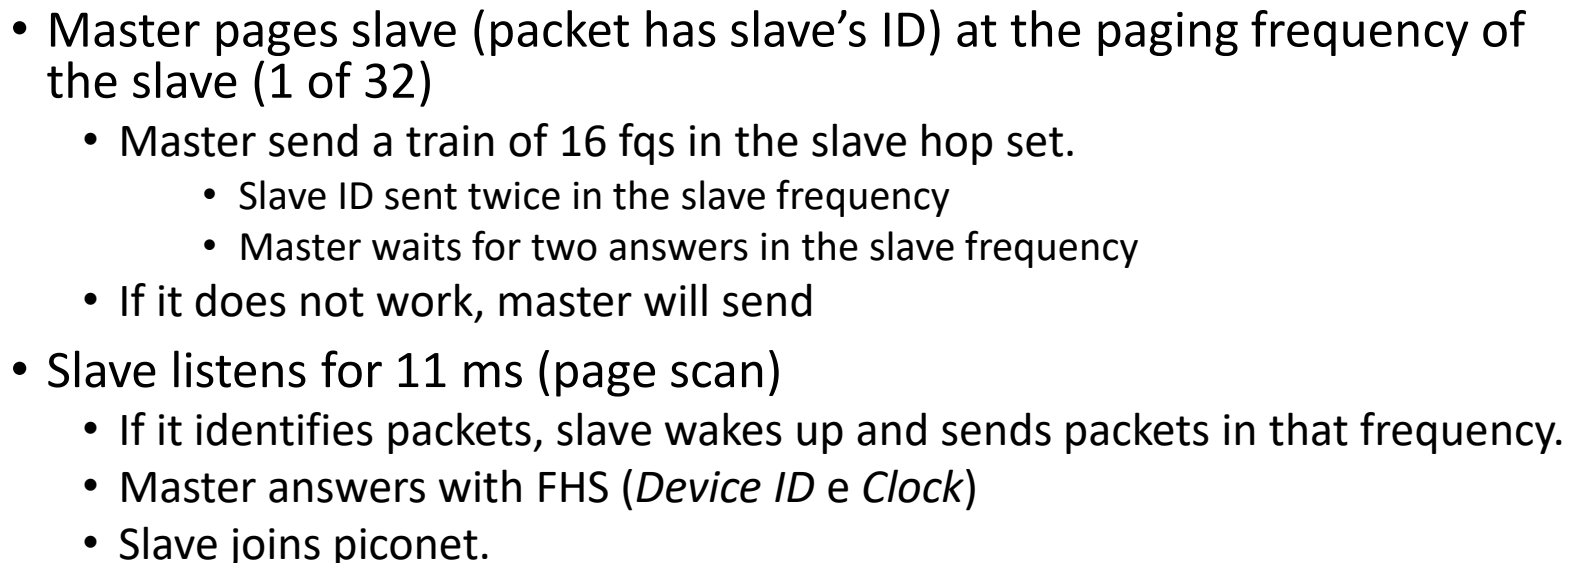 • Master pages slave (packet has slave’s ID) at the paging frequency of
the slave (1 of 32)
• Master send a train of 16 fqs in the slave hop set.
• Slave ID sent twice in the slave frequency
• Master waits for two answers in the slave frequency
• If it does not work, master will send
• Slave listens for 11 ms (page scan)
• If it identifies packets, slave wakes up and sends packets in that frequency.
• Master answers with FHS (Device ID e Clock)
• Slave joins piconet.